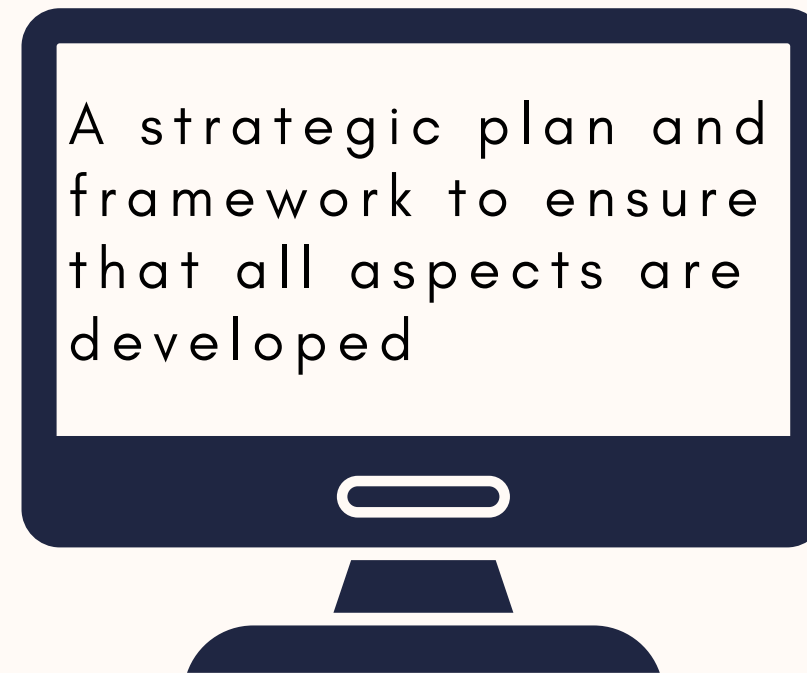 A strategic plan and
framework to ensure
that all aspects are
developed